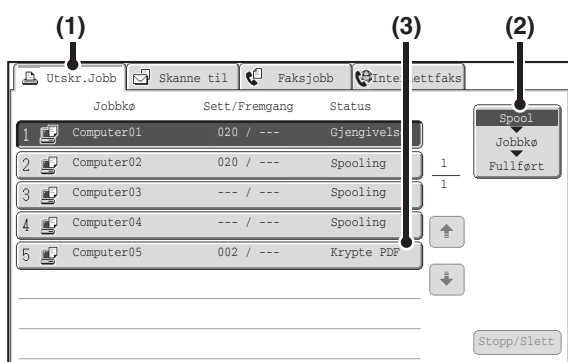 (1) (3) (2)
Utskr.Jobb Skanne til Faksjobb Internettfaks
Jobbkø Sett/Fremgang Status
1 Computer01 020 / --- Gjengivelse
2 Computer02 020 / --- Spooling
3 Computer03 --- / --- Spooling
4 Computer04 --- / --- Spooling
5 Computer05 002 / --- Krypte PDF
1
1
Spool
Jobbkø
Fullført
Stopp/Slett